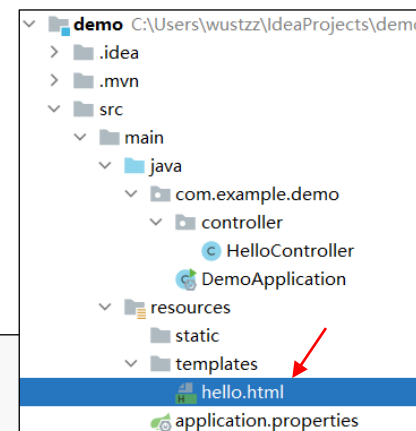 demo C:\Users\wustzz\IdeaProjects\demo
.idea
.mvn
src
main
java
com.example.demo
controller
HelloController
DemoApplication
resources
static
templates
hello.html
application.properties